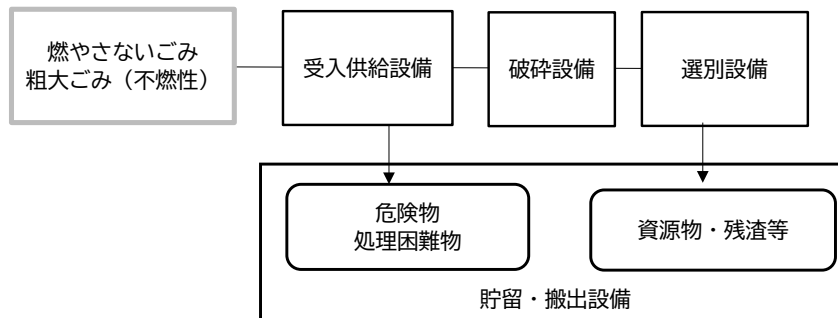 燃やさないごみ
粗大ごみ（不燃性）
受入供給設備
破砕設備
選別設備
危険物
処理困難物
資源物・残渣等
貯留・搬出設備